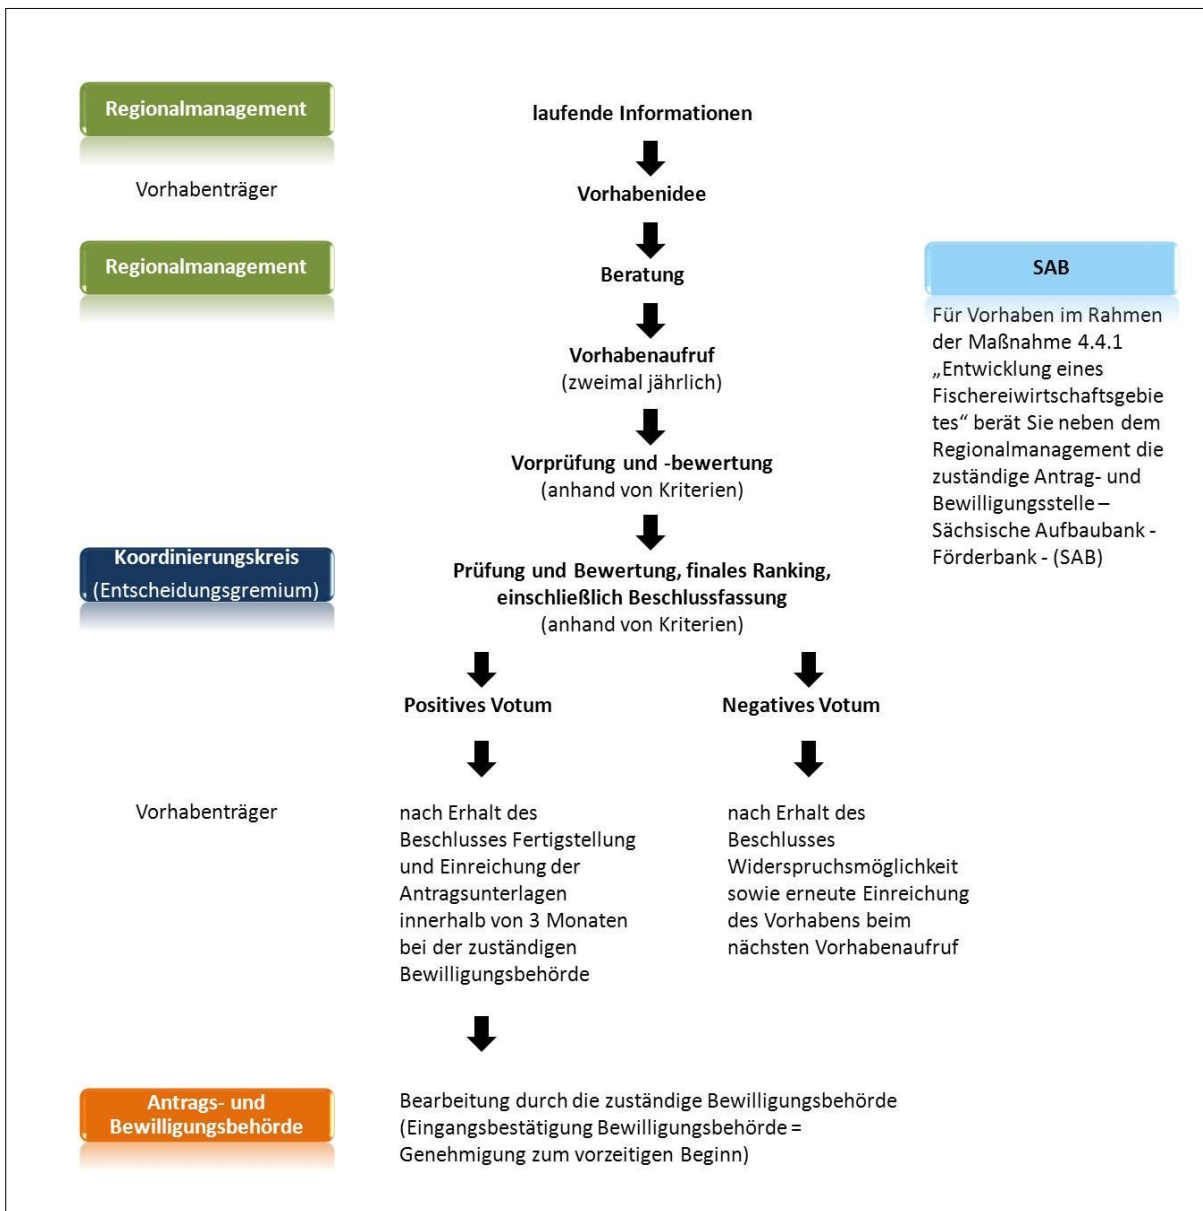 Regionalmanagement
laufende Informationen
Vorhabenträger
Vorhabenidee
Regionalmanagement
Beratung
Vorhabenaufruf
(zweimal jährlich)
Vorprüfung und -bewertung
(anhand von Kriterien)
SAB
Für Vorhaben im Rahmen
der Maßnahme 4.4.1
„Entwicklung eines
Fischereiwirtschaftsgebie
tes“ berät Sie neben dem
Regionalmanagement die
zuständige Antrag- und
Bewilligungsstelle –
Sächsische Aufbaubank -
Förderbank - (SAB)
Koordinierungskreis
(Entscheidungsgremium)
Prüfung und Bewertung, finales Ranking,
einschließlich Beschlussfassung
(anhand von Kriterien)
Positives Votum
Negatives Votum
Vorhabenträger
nach Erhalt des
Beschlusses Fertigstellung
und Einreichung der
Antragsunterlagen
innerhalb von 3 Monaten
bei der zuständigen
Bewilligungsbehörde
nach Erhalt des
Beschlusses
Widerspruchsmöglichkeit
sowie erneute Einreichung
des Vorhabens beim
nächsten Vorhabenaufruf
Antrags- und
Bewilligungsbehörde
Bearbeitung durch die zuständige Bewilligungsbehörde
(Eingangsbestätigung Bewilligungsbehörde =
Genehmigung zum vorzeitigen Beginn)